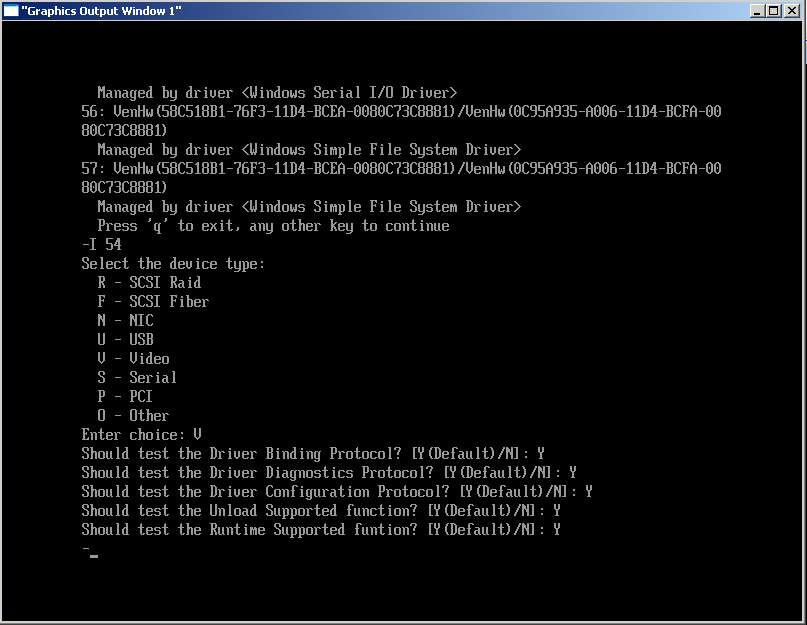 "Graphics Output Window 1"
Managed by driver <Windows Serial I/O Driver>
56: VenHw(58C518B1-76F3-11D4-BCEA-0080C73C8881)/VenHw(0C95A935-A006-11D4-BCFA-00
80C73C8881)
Managed by driver <Windows Simple File System Driver>
57: VenHw(58C518B1-76F3-11D4-BCEA-0080C73C8881)/VenHw(0C95A935-A006-11D4-BCFA-00
80C73C8881)
Managed by driver <Windows Simple File System Driver>
Press 'q' to exit, any other key to continue
-I 54
Select the device type:
R - SCSI Raid
F - SCSI Fiber
N - NIC
U - USB
V - Video
S - Serial
P - PCI
O - Other
Enter choice: V
Should test the Driver Binding Protocol? [Y(Default)/N]: Y
Should test the Driver Diagnostics Protocol? [Y(Default)/N]: Y
Should test the Driver Configuration Protocol? [Y(Default)/N]: Y
Should test the Unload Supported function? [Y(Default)/N]: Y
Should test the Runtime Supported funtion? [Y(Default)/N]: Y
-_